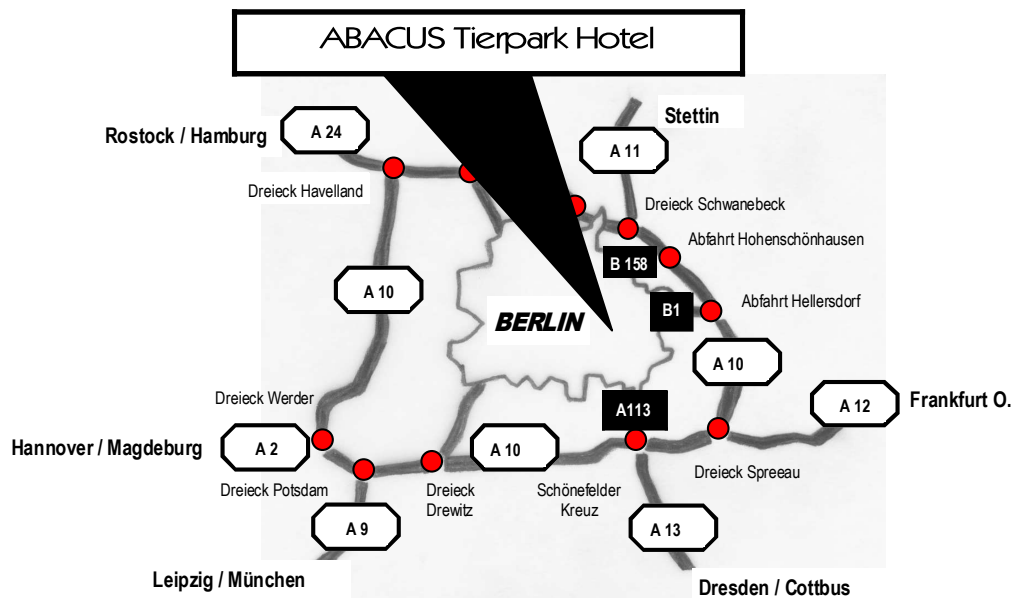 ABACUS Tierpark Hotel
Stettin
A 24
Rostock / Hamburg
A 11
Dreieck Havelland
Dreieck Schwanebeck
Abfahrt Hohenschönhausen
B 158
A 10
Abfahrt Hellersdorf
B1
BERLIN
A 10
Dreieck Werder
Frankfurt O.
A 12
A113
Hannover / Magdeburg
A 2
A 10
Dreieck Spreeau
Dreieck Potsdam
Dreieck
Drewitz
Schönefelder
Kreuz
A 9
A 13
Leipzig / München
Dresden / Cottbus